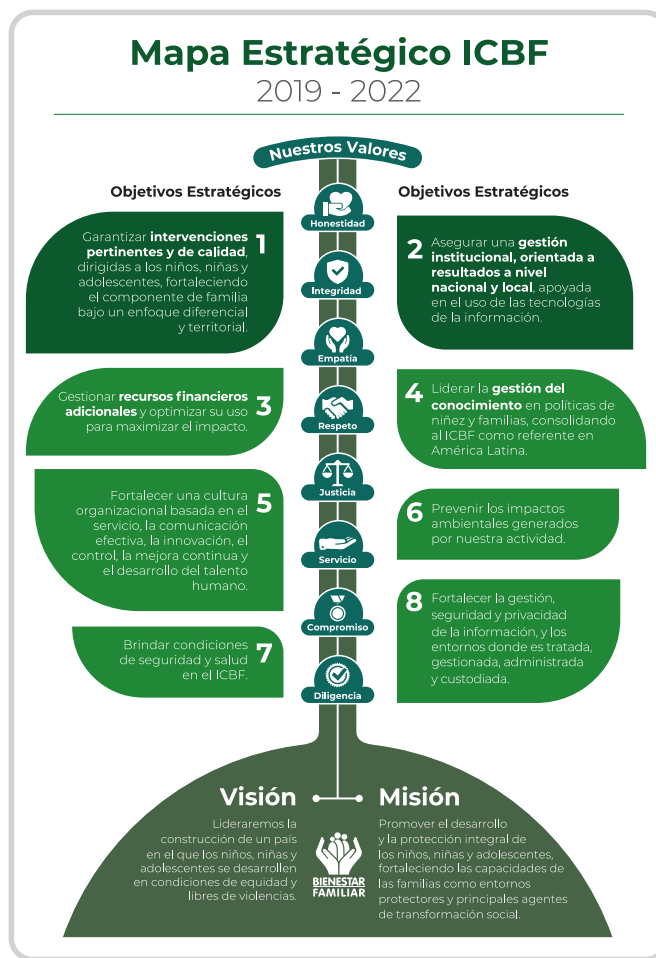 Mapa Estratégico ICBF
2019 - 2022
Nuestros Valores
Objetivos Estratégicos
Objetivos Estratégicos
Honestidad
Integridad
Empatía
Respeto
Justicia
Servicio
Compromiso
Diligencia
1
Garantizar intervenciones
pertinentes y de calidad,
dirigidas a los niños, niñas y
adolescentes, fortaleciendo
el componente de familia
bajo un enfoque diferencial
y territorial.
2
Asegurar una gestión
institucional, orientada a
resultados a nivel
nacional y local, apoyada
en el uso de las tecnologías
de la información.
3
Gestionar recursos financieros
adicionales y optimizar su uso
para maximizar el impacto.
4
Liderar la gestión del
conocimiento en políticas de
niñez y familias, consolidando
al ICBF como referente en
América Latina.
5
Fortalecer una cultura
organizacional basada en el
servicio, la comunicación
efectiva, la innovación, el
control, la mejora continua y
el desarrollo del talento
humano.
6
Prevenir los impactos
ambientales generados
por nuestra actividad.
7
Brindar condiciones
de seguridad y salud
en el ICBF.
8
Fortalecer la gestión,
seguridad y privacidad
de la información, y los
entornos donde es tratada,
gestionada, administrada
y custodiada.
Visión
Lideraremos la
construcción de un país
en el que los niños, niñas y
adolescentes se desarrollen
en condiciones de equidad y
libres de violencias.
BIENESTAR
FAMILIAR
Misión
Promover el desarrollo
y la protección integral de
los niños, niñas y adolescentes,
fortaleciendo las capacidades de
las familias como entornos
protectores y principales agentes
de transformación social.